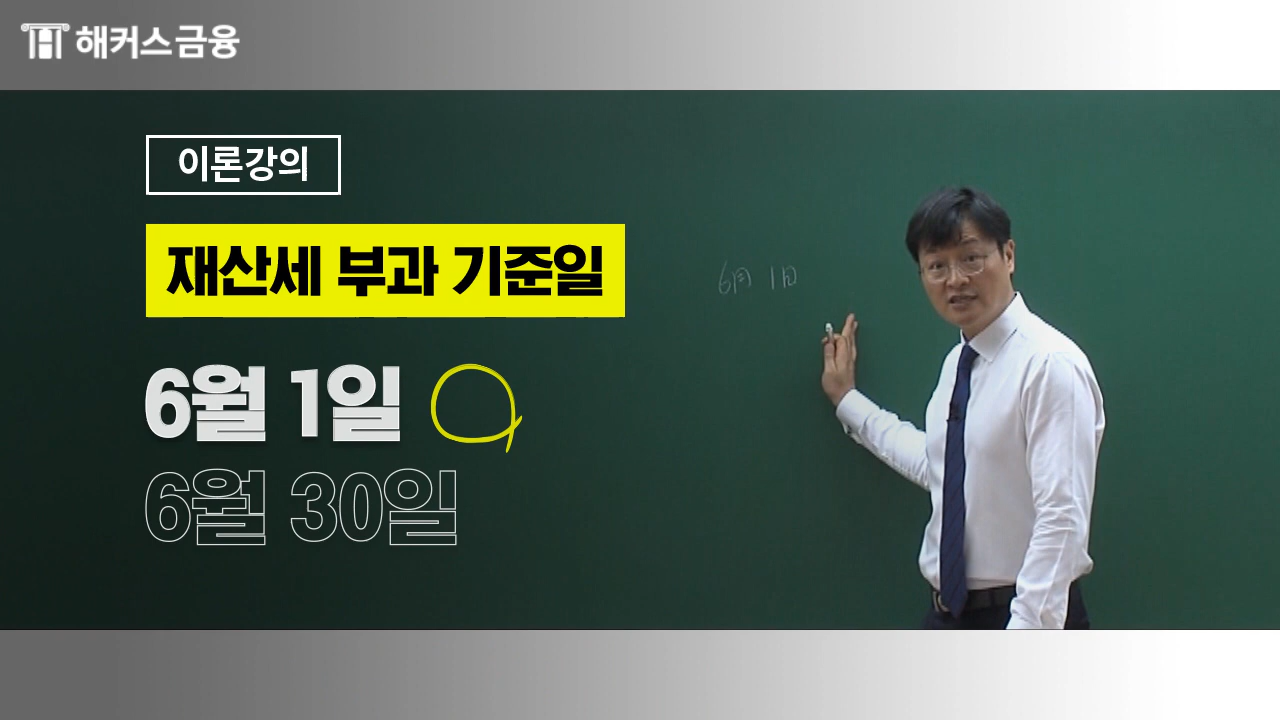 해커스금융
이론강의
재산세 부과 기준일
6월 1일
6월 30일
6月 1日